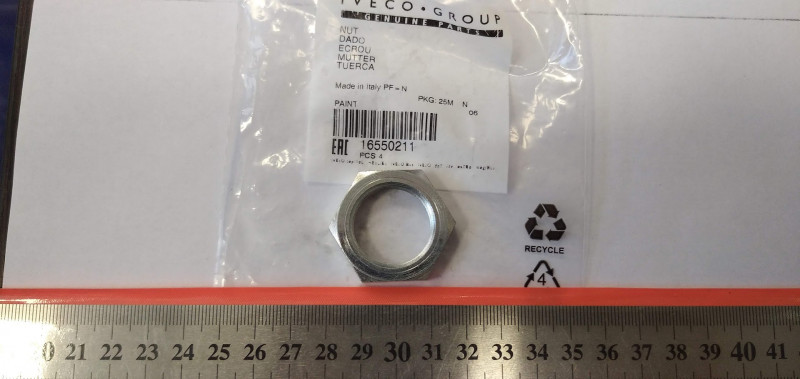 IVECO • GROUP
GENUINE PARTS
NUT
DADO
ECROU
MUTTER
TUERCA
Made in Italy PF = N
PKG: 25M N
06
PAINT
EAC 16550211
PCS 4
RECYCLE
4
0 21 22 23 24 25 26 27 28 29 30 31 32 33 34 35 36 37 38 39 40 41